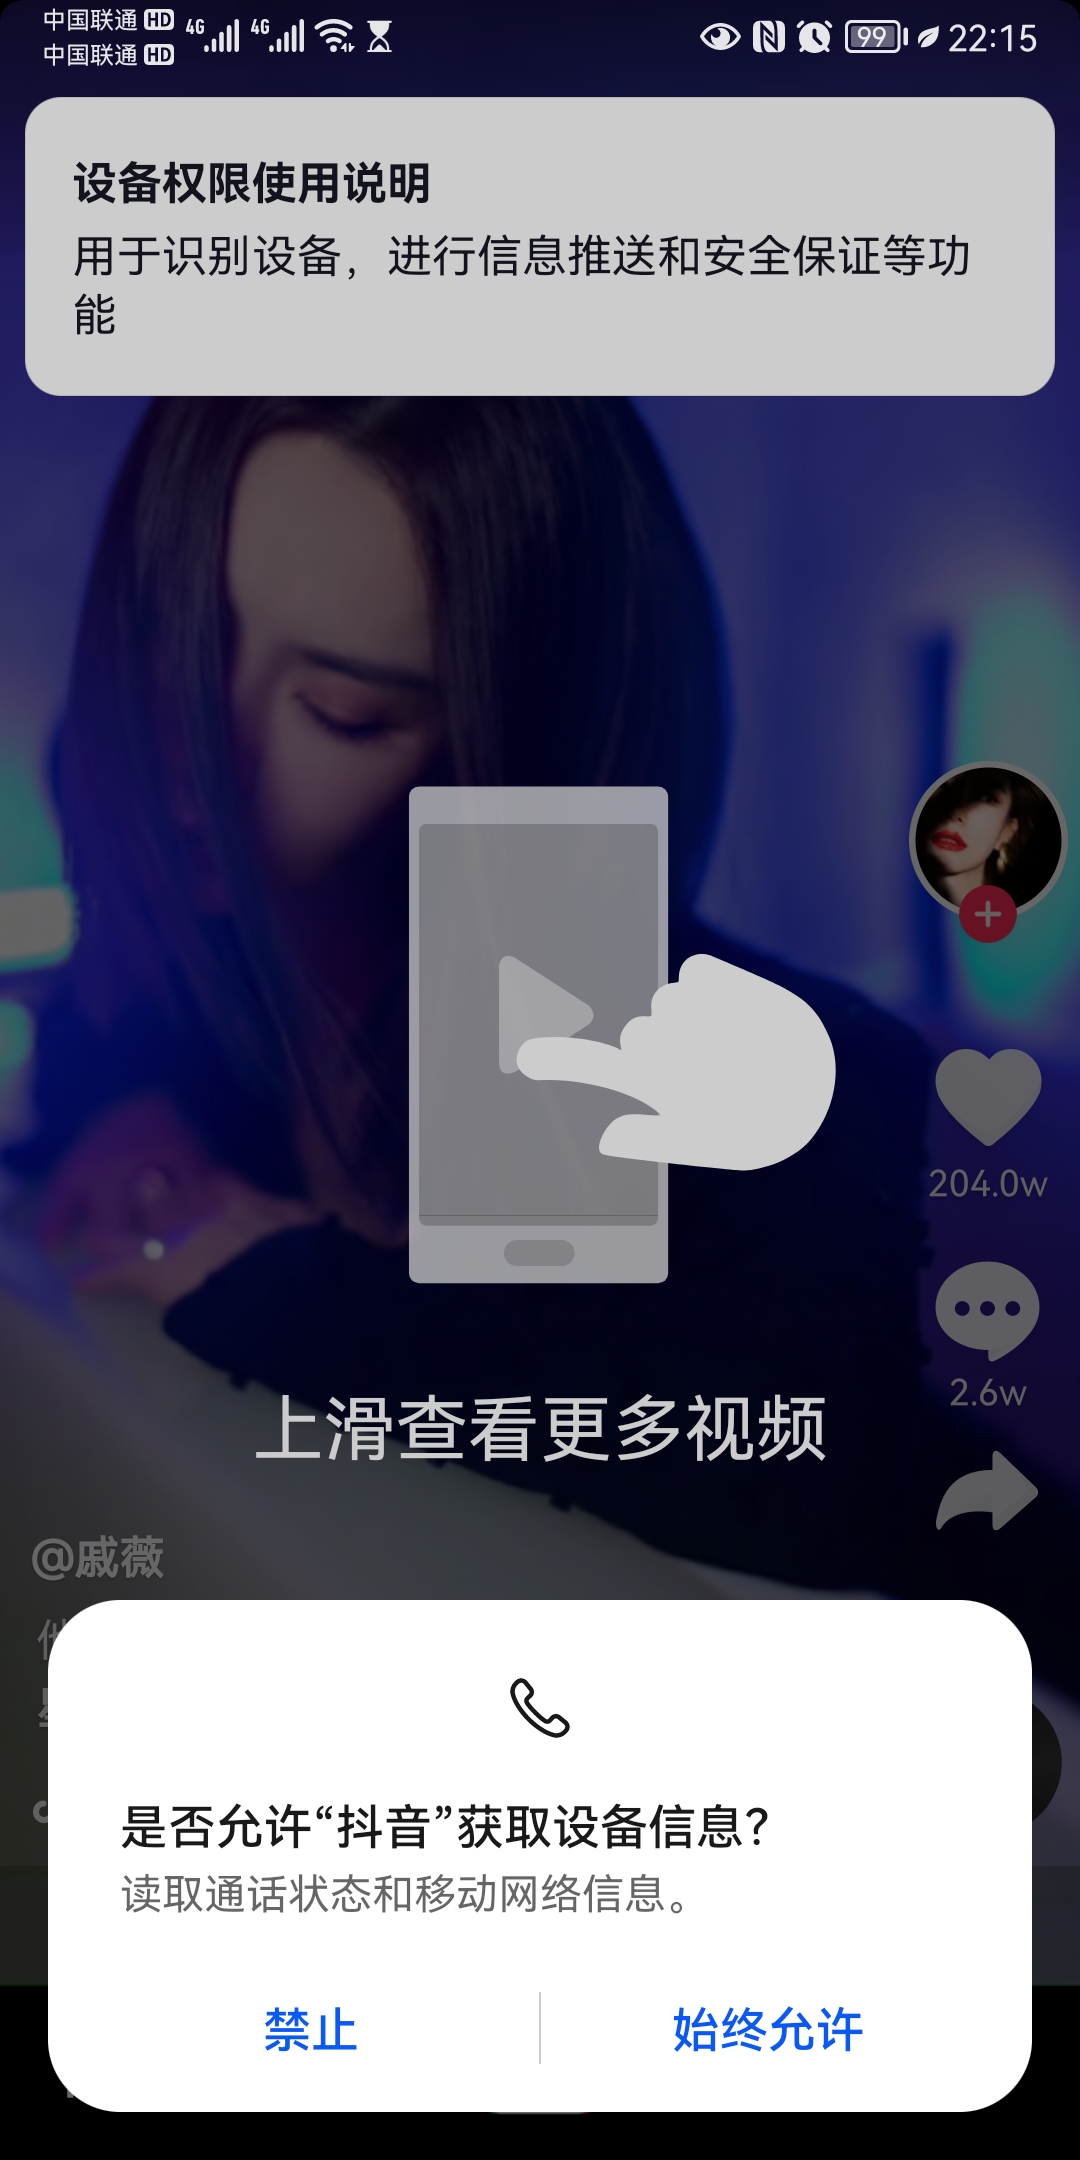 中国联通 HD 4G 4G 99 22:15
中国联通 HD
设备权限使用说明
用于识别设备，进行信息推送和安全保证等功
能
204.0w
2.6w
上滑查看更多视频
@戚薇
是否允许“抖音”获取设备信息?
读取通话状态和移动网络信息。
禁止 始终允许